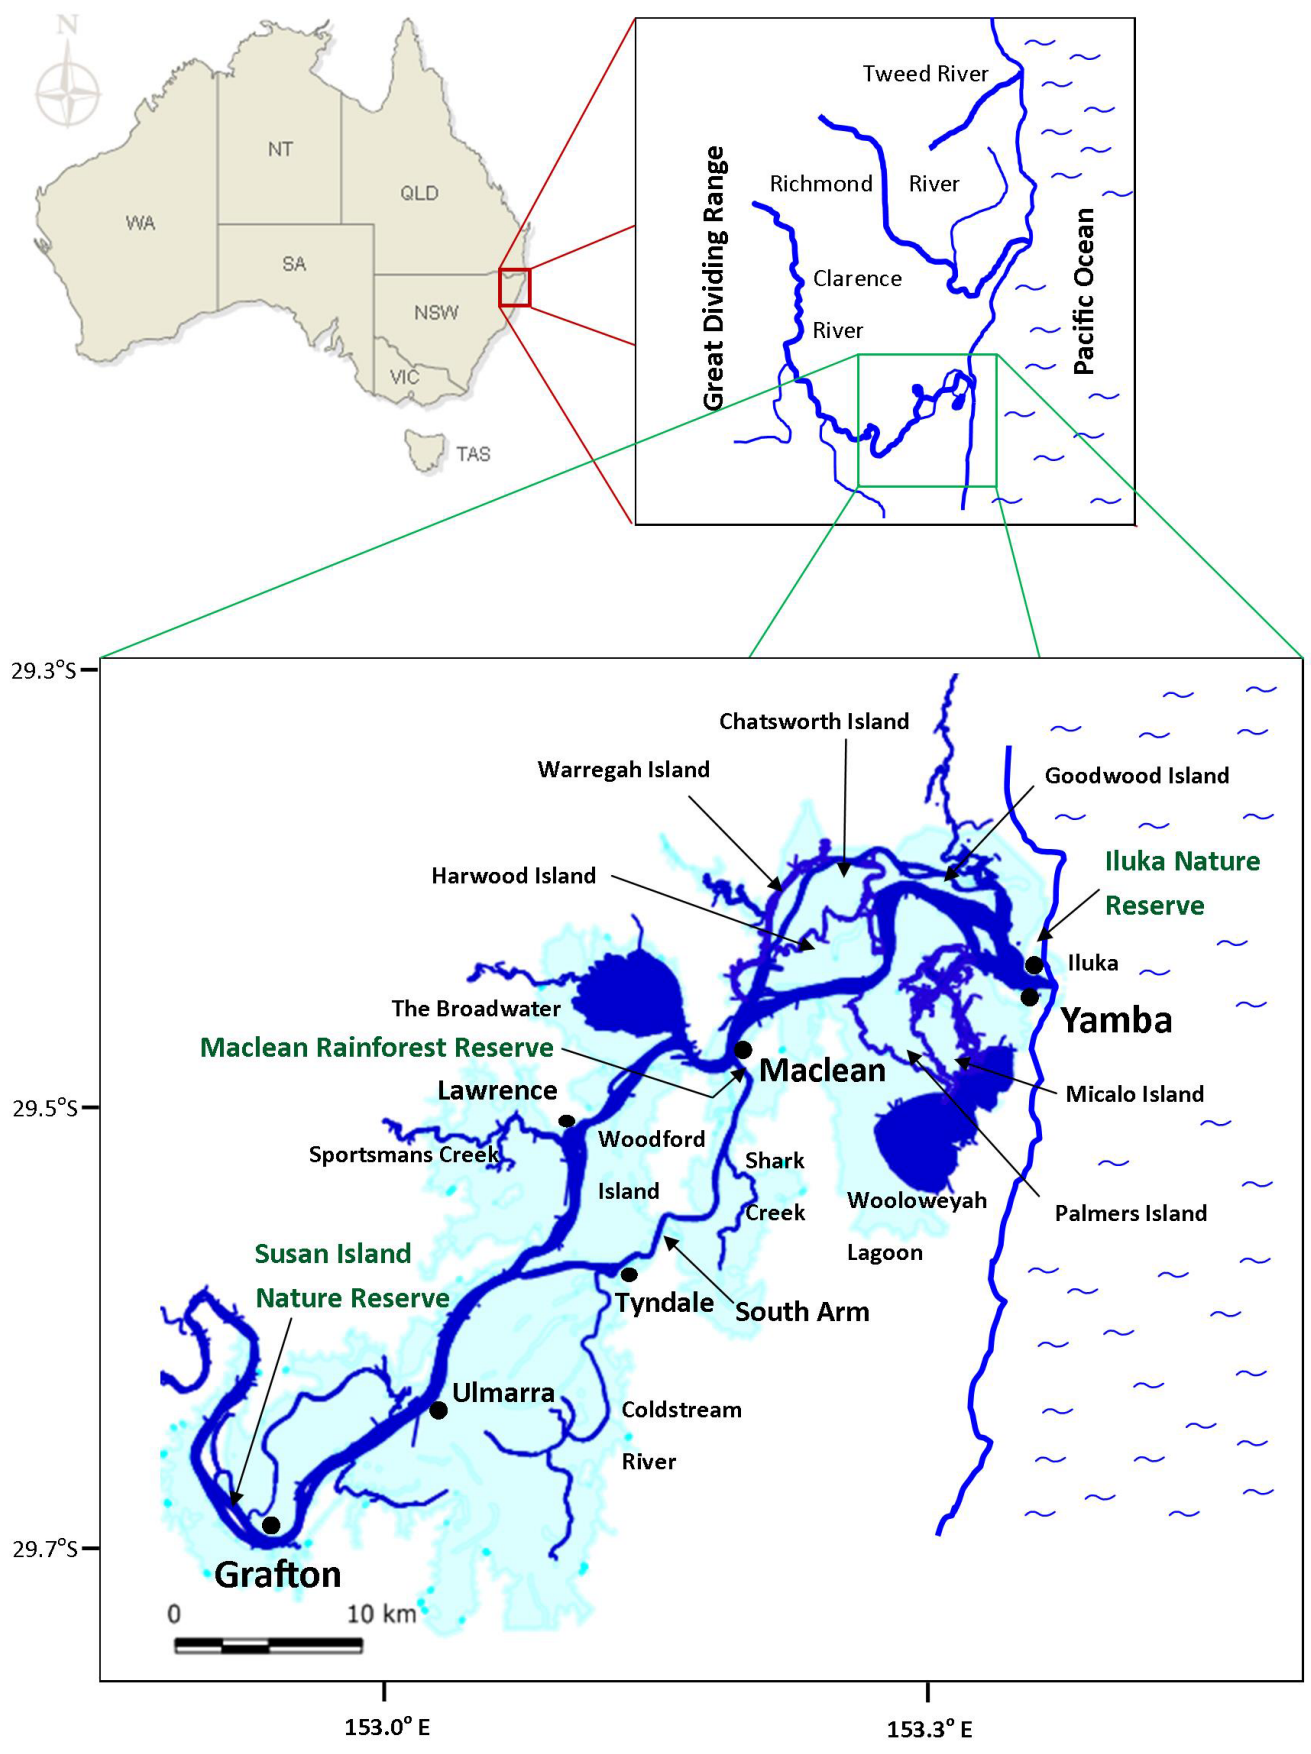 N
NT
WA
QLD
SA
NSW
VIC
TAS
Tweed River
Richmond River
Great Dividing Range
Clarence
River
Pacific Ocean
29.3°S
Chatsworth Island
Warregah Island
Goodwood Island
Harwood Island
Iluka Nature
Reserve
Iluka
The Broadwater
Yamba
Maclean Rainforest Reserve
Maclean
Lawrence
Micalo Island
29.5°S
Woodford
Island
Sportsmans Creek
Shark
Creek
Wooloweyah
Lagoon
Palmers Island
Susan Island
Nature Reserve
Tyndale
South Arm
Ulmarra
Coldstream
River
29.7°S
Grafton
0 10 km
153.0° E
153.3° E